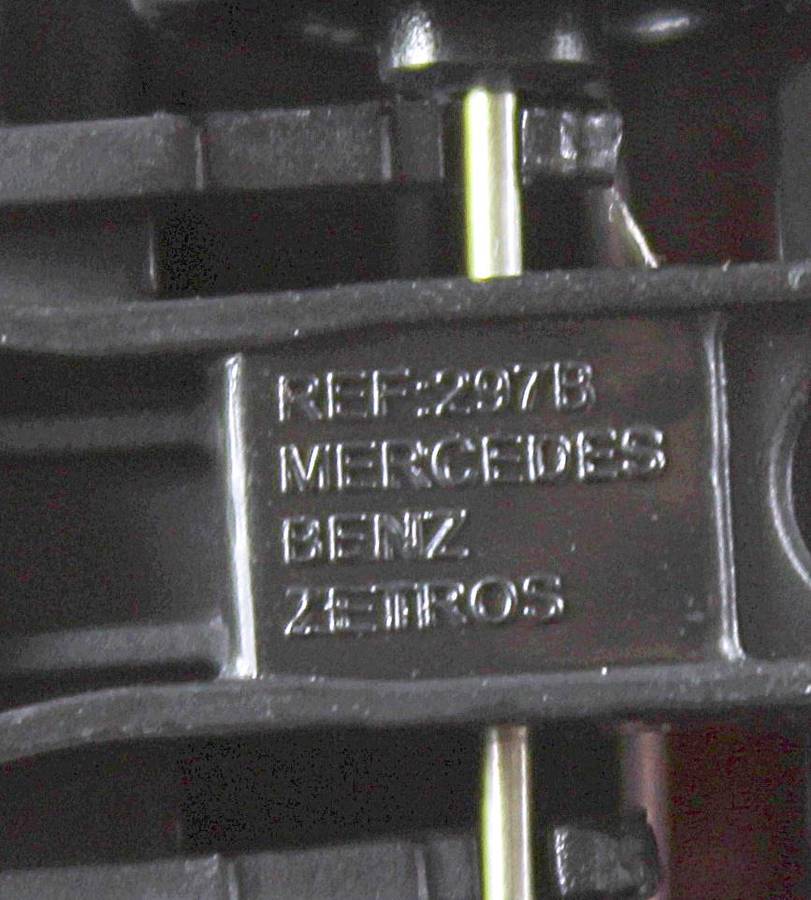 REF:297B
MERCEDES
BENZ
ZETROS